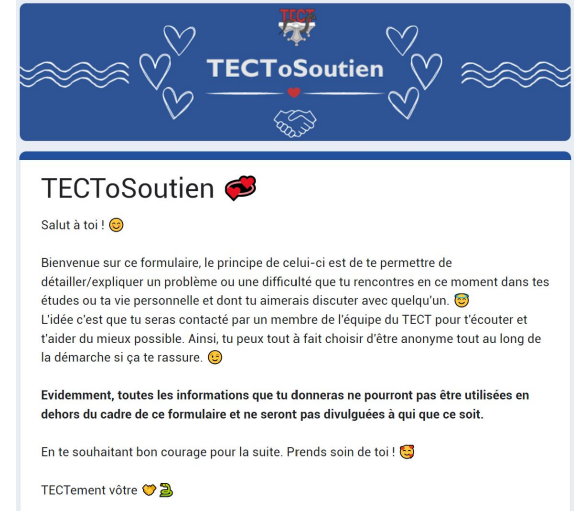 TECT
TECToSoutien
TECToSoutien 💞
Salut à toi ! 😊
Bienvenue sur ce formulaire, le principe de celui-ci est de te permettre de
détailler/expliquer un problème ou une difficulté que tu rencontres en ce moment dans tes
études ou ta vie personnelle et dont tu aimerais discuter avec quelqu'un. 😇
L'idée c'est que tu seras contacté par un membre de l'équipe du TECT pour t'écouter et
t'aider du mieux possible. Ainsi, tu peux tout à fait choisir d'être anonyme tout au long de
la démarche si ça te rassure. 😉
Evidemment, toutes les informations que tu donneras ne pourront pas être utilisées en
dehors du cadre de ce formulaire et ne seront pas divulguées à qui que ce soit.
En te souhaitant bon courage pour la suite. Prends soin de toi ! 🥰
TECTement vôtre 🧡🐍